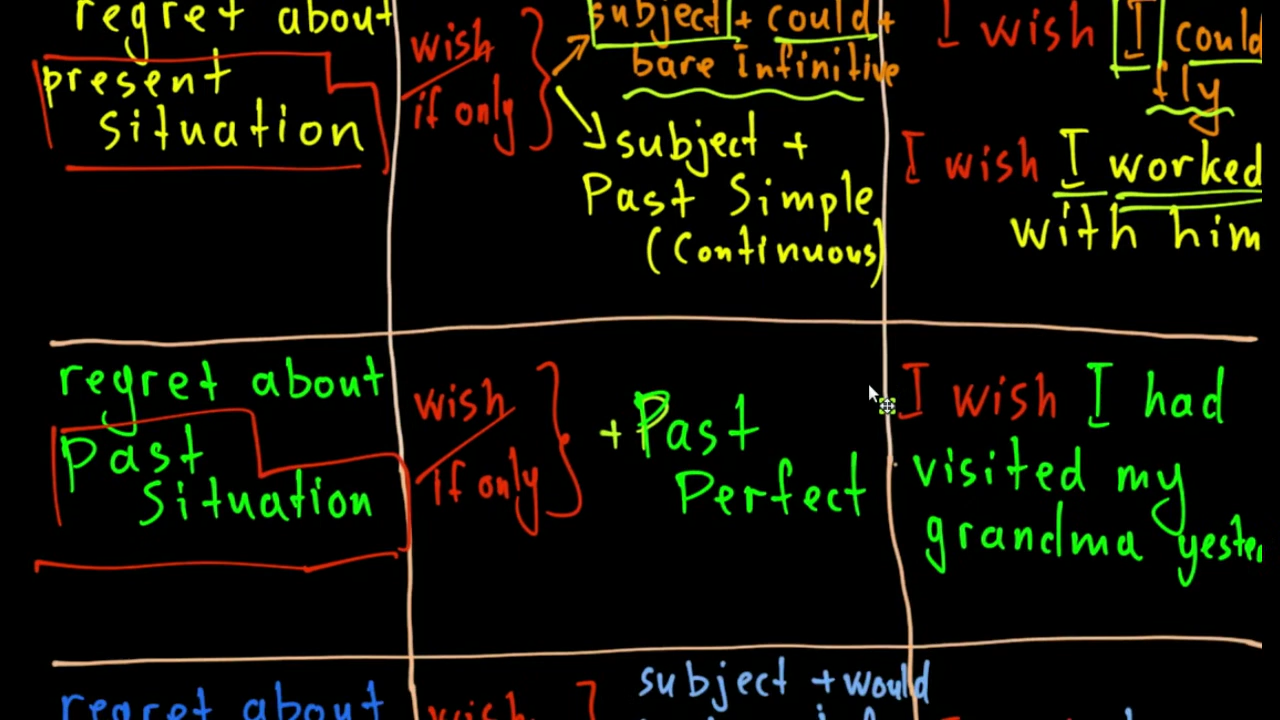 regret about
present
situation
wish
if only
subject + could +
bare infinitive
subject +
Past Simple
(Continuous)
I wish I could
fly
I wish I worked
with him
regret about
past
situation
wish
if only
+ Past
Perfect
I wish I had
visited my
grandma yester
regret about
wish
subject + would